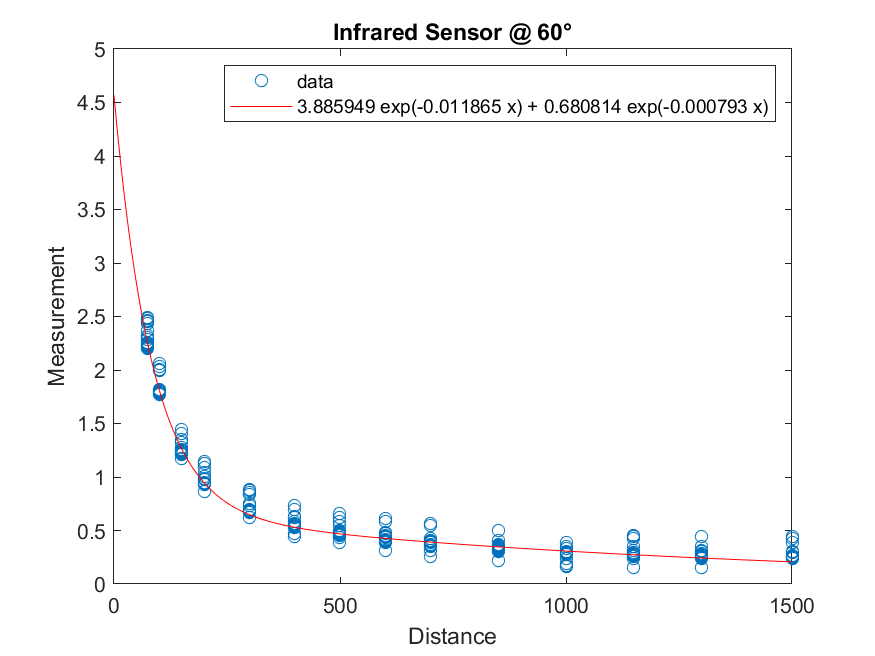 Infrared Sensor @ 60°
data
3.885949 exp(-0.011865 x) + 0.680814 exp(-0.000793 x)
5
4.5
4
3.5
3
2.5
2
1.5
1
0.5
0
Measurement
0 500 1000 1500
Distance